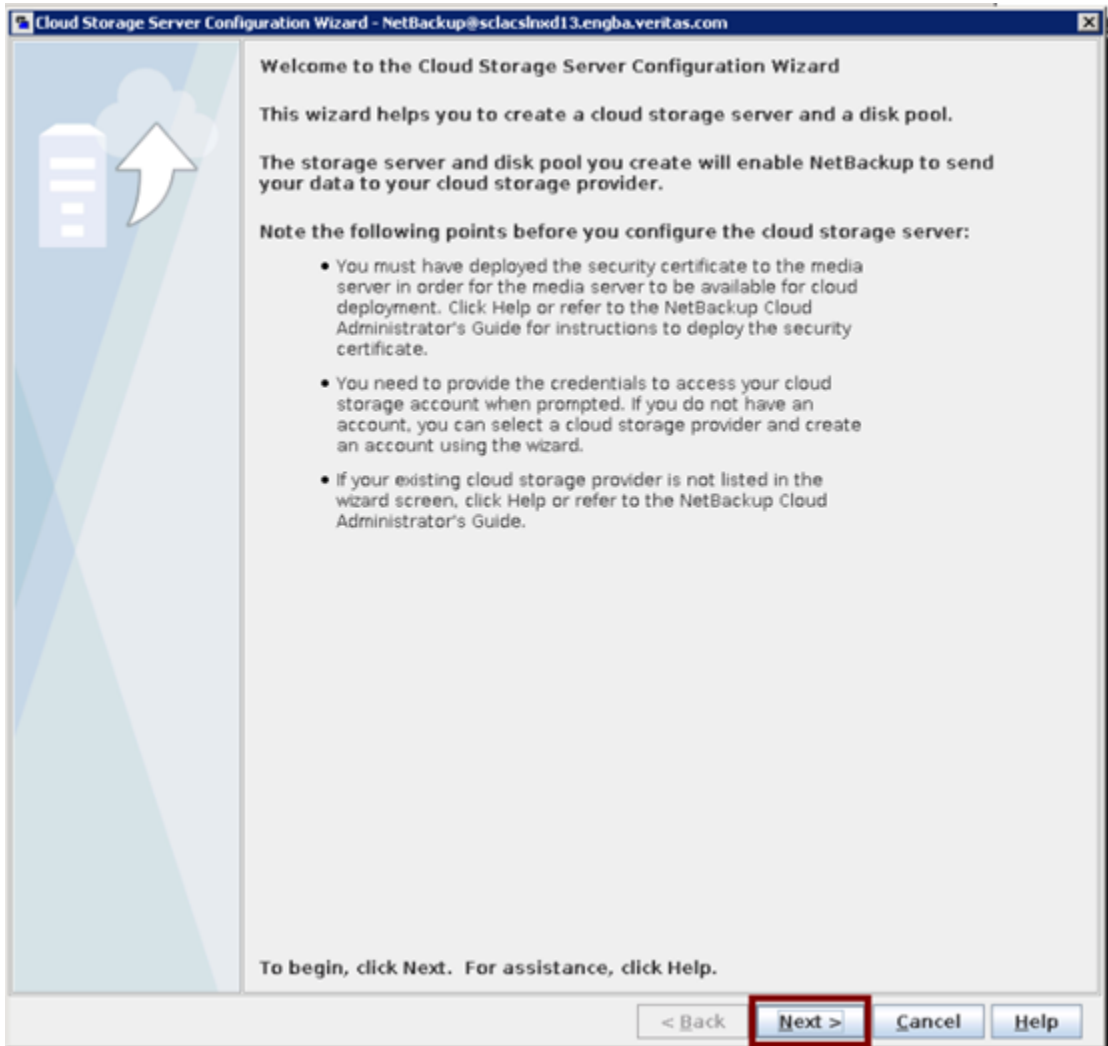 Cloud Storage Server Configuration Wizard - NetBackup@sclacslnxd13.engba.veritas.com
Welcome to the Cloud Storage Server Configuration Wizard
This wizard helps you to create a cloud storage server and a disk pool.
The storage server and disk pool you create will enable NetBackup to send
your data to your cloud storage provider.
Note the following points before you configure the cloud storage server:
• You must have deployed the security certificate to the media
server in order for the media server to be available for cloud
deployment. Click Help or refer to the NetBackup Cloud
Administrator's Guide for instructions to deploy the security
certificate.
• You need to provide the credentials to access your cloud
storage account when prompted. If you do not have an
account, you can select a cloud storage provider and create
an account using the wizard.
• If your existing cloud storage provider is not listed in the
wizard screen, click Help or refer to the NetBackup Cloud
Administrator's Guide.
To begin, click Next. For assistance, click Help.
< Back Next > Cancel Help